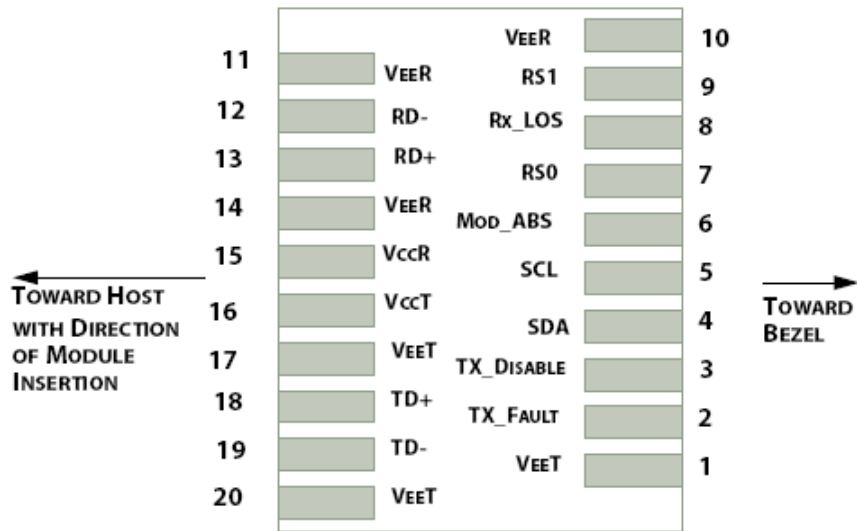 11 VEER
12 RD-
13 RD+
14 VEER
15 VCCR
16 VCCT
17 VEET
18 TD+
19 TD-
20 VEET
VEER 10
RS1 9
RX_LOS 8
RS0 7
MOD_ABS 6
SCL 5
SDA 4
TX_DISABLE 3
TX_FAULT 2
VEET 1
TOWARD HOST
WITH DIRECTION
OF MODULE
INSERTION
TOWARD
BEZEL